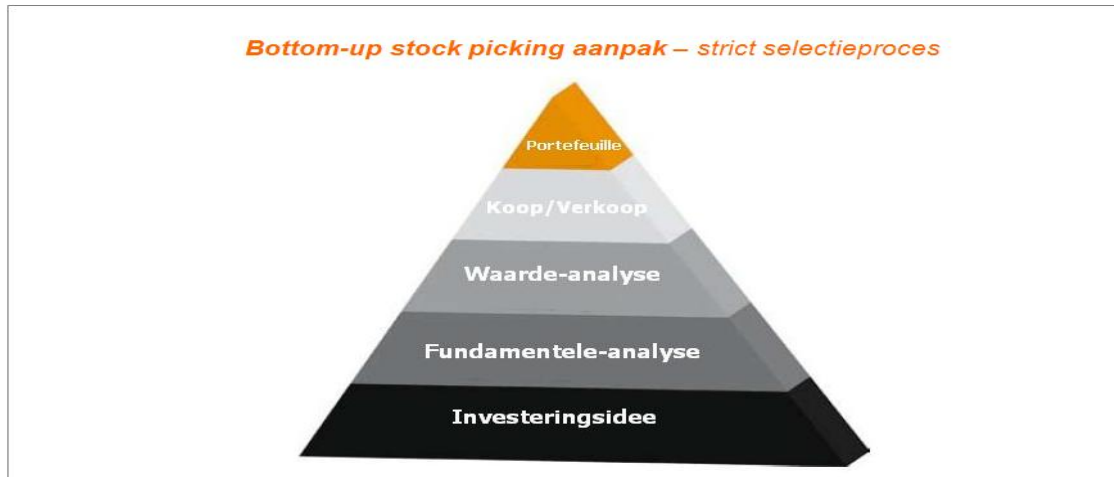 Bottom-up stock picking aanpak – strict selectieproces
Portefeuille
Koop/Verkoop
Waarde-analyse
Fundamentele-analyse
Investeringsidee